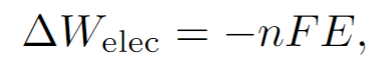 ΔW_elec = −nFE,